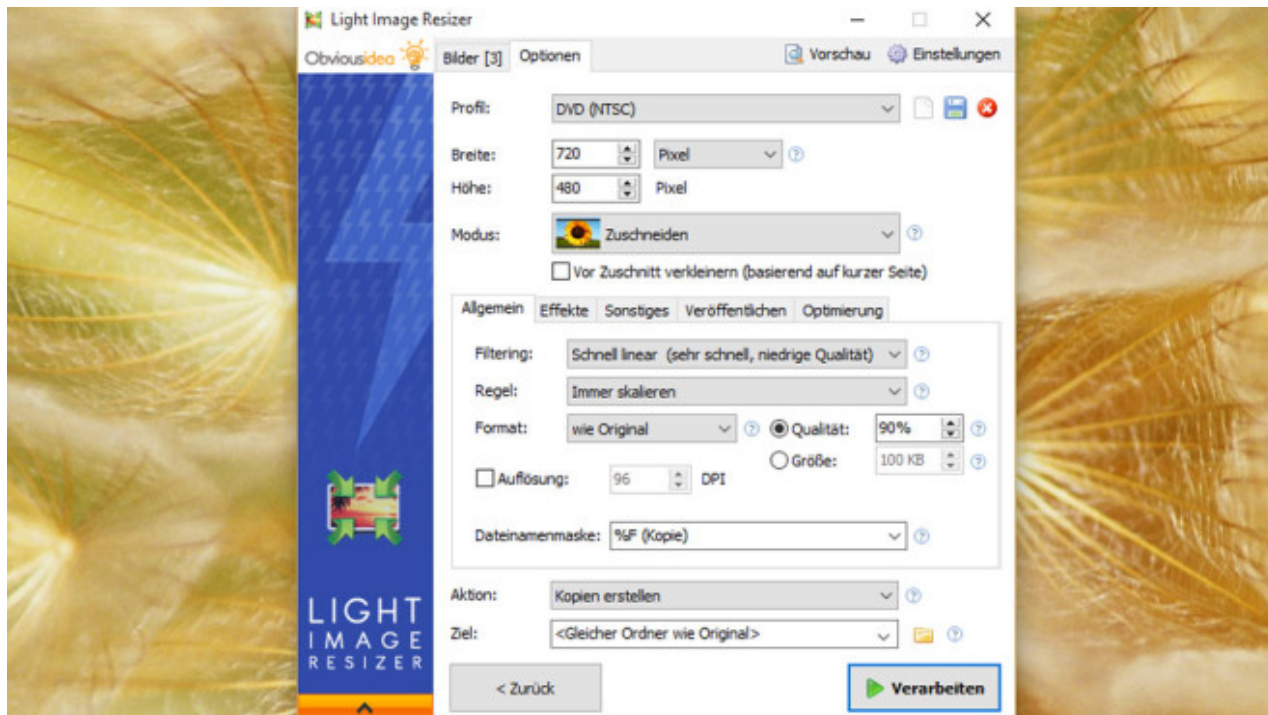 Light Image Resizer
Obviousidea Bilder [3] Optionen Vorschau Einstellungen
Profil: DVD (NTSC)
Breite: 720 Pixel
Höhe: 480 Pixel
Modus: Zuschneiden
Vor Zuschnitt verkleinern (basierend auf kurzer Seite)
Allgemein Effekte Sonstiges Veröffentlichen Optimierung
Filtering: Schnell linear (sehr schnell, niedrige Qualität)
Regel: Immer skalieren
Format: wie Original Qualität: 90%
Größe: 100 KB
Auflösung: 96 DPI
Dateinamenmaske: %F (Kopie)
Aktion: Kopien erstellen
Ziel: <Gleicher Ordner wie Original>
< Zurück Verarbeiten
LIGHT
IMAGE
RESIZER